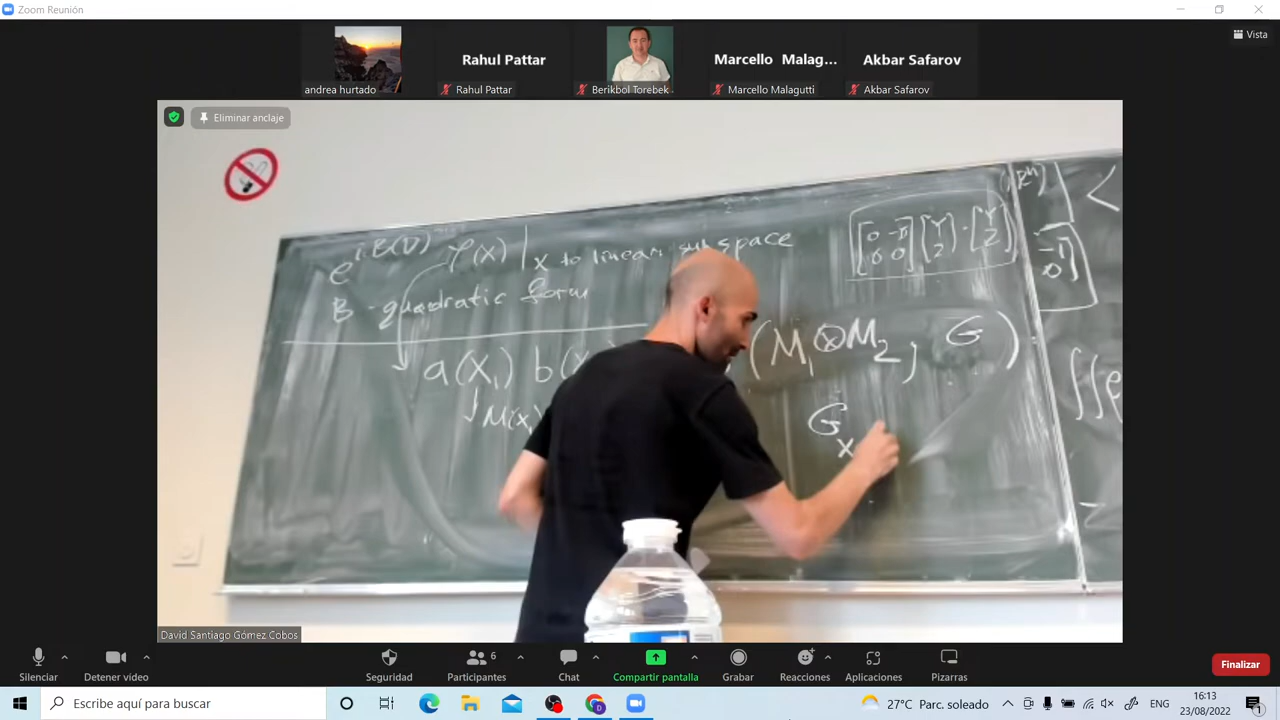 Zoom Reunión
Vista
andrea hurtado
Rahul Pattar
Rahul Pattar
Berikbol Torebek
Marcello Malag...
Marcello Malagutti
Akbar Safarov
Akbar Safarov
Eliminar anclaje
φ(X)|x to linear subspace
B - quadratic form
a(X₁) b(X
(M₁⊗M₂, G)
G x
David Santiago Gómez Cobos
Silenciar
Detener video
Seguridad
Participantes
6
Chat
Compartir pantalla
Grabar
Reacciones
Aplicaciones
Pizarras
Finalizar
Escribe aquí para buscar
27°C Parc. soleado
ENG
16:13
23/08/2022
1